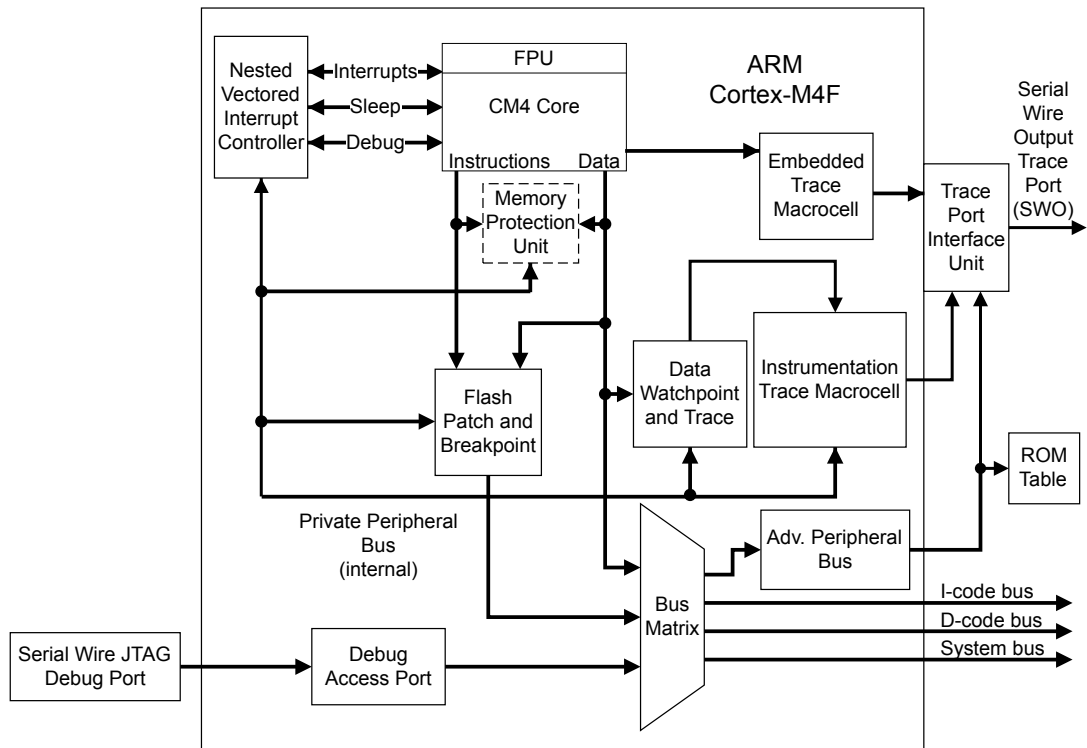 Nested
Vectored
Interrupt
Controller
Interrupts
Sleep
Debug
FPU
CM4 Core
Instructions Data
ARM
Cortex-M4F
Memory
Protection
Unit
Embedded
Trace
Macrocell
Trace
Port
Interface
Unit
Serial
Wire
Output
Trace
Port
(SWO)
Flash
Patch and
Breakpoint
Data
Watchpoint
and Trace
Instrumentation
Trace Macrocell
ROM
Table
Private Peripheral
Bus
(internal)
Adv. Peripheral
Bus
Bus
Matrix
I-code bus
D-code bus
System bus
Serial Wire JTAG
Debug Port
Debug
Access Port